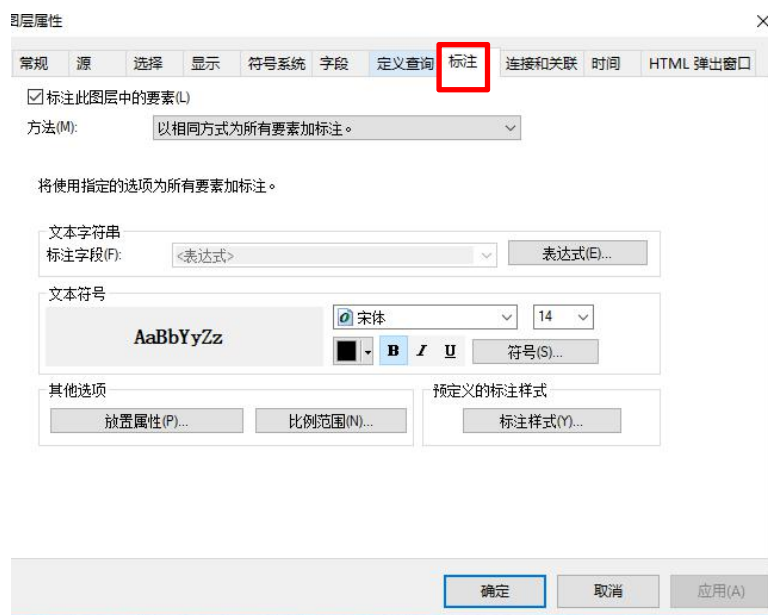 图层属性
常规 源 选择 显示 符号系统 字段 定义查询 标注 连接和关联 时间 HTML 弹出窗口
标注此图层中的要素(L)
方法(M): 以相同方式为所有要素加标注。
将使用指定的选项为所有要素加标注。
文本字符串
标注字段(F): <表达式> 表达式(E)...
文本符号
AaBbYyZz
宋体 14
B I U 符号(S)...
其他选项 预定义的标注样式
放置属性(P)... 比例范围(N)... 标注样式(Y)...
确定 取消 应用(A)